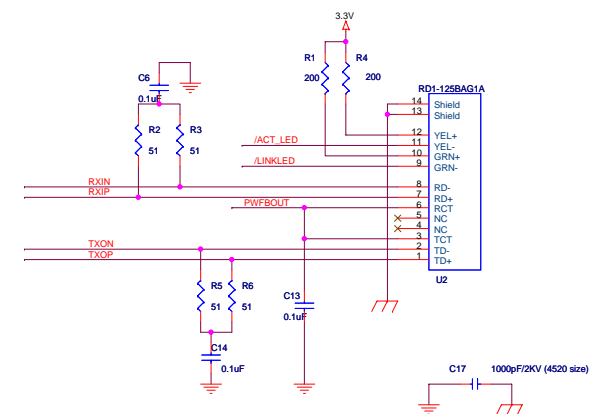 3.3V
R1
R4
200
200
C6
0.1uF
RD1-125BAG1A
14
Shield
13
Shield
R2
R3
51
51
12
YEL+
/ACT_LED
11
YEL-
10
GRN+
/LINKLED
9
GRN-
RXIN
8
RD-
RXIP
7
RD+
PWFBOUT
6
RCT
5
NC
4
NC
3
TCT
TXON
2
TD-
TXOP
1
TD+
U2
R5
R6
51
51
C13
0.1uF
C14
0.1uF
C17
1000pF/2KV (4520 size)